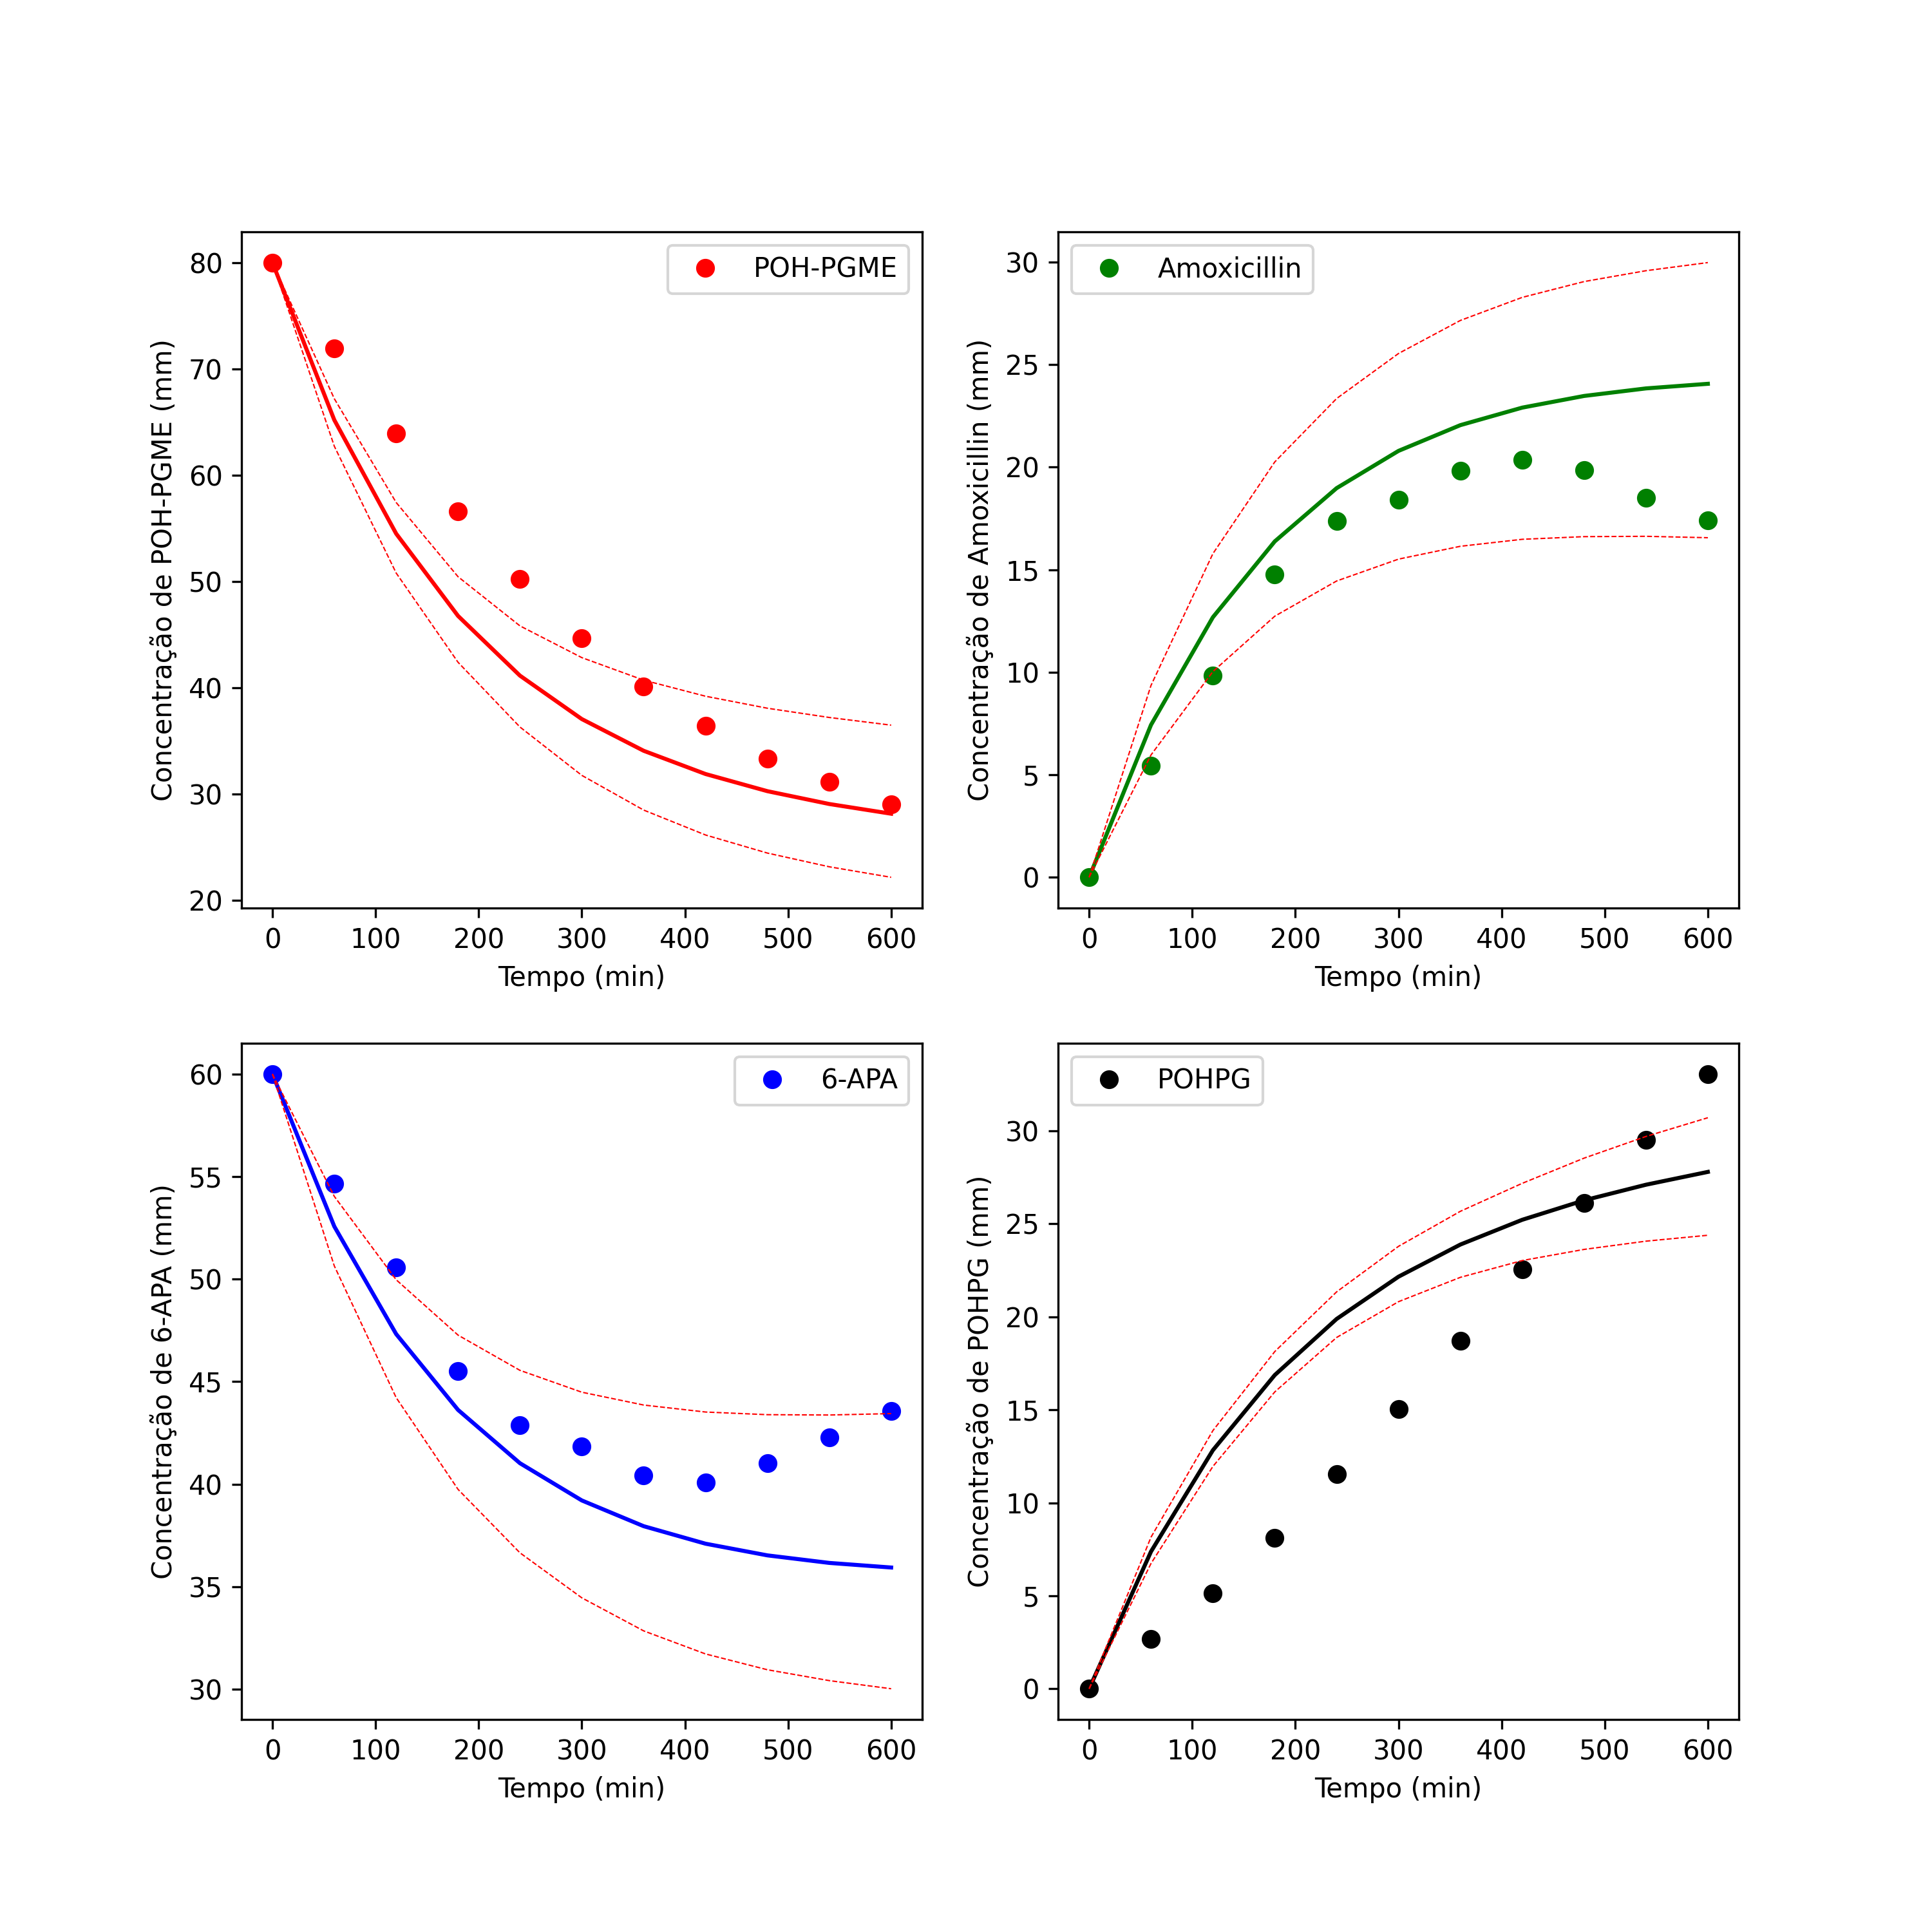 POH-PGME
Concentração de POH-PGME (mm)
80
70
60
50
40
30
20
0 100 200 300 400 500 600
Tempo (min)
Amoxicillin
Concentração de Amoxicillin (mm)
30
25
20
15
10
5
0
0 100 200 300 400 500 600
Tempo (min)
6-APA
Concentração de 6-APA (mm)
60
55
50
45
40
35
30
0 100 200 300 400 500 600
Tempo (min)
POHPG
Concentração de POHPG (mm)
30
25
20
15
10
5
0
0 100 200 300 400 500 600
Tempo (min)